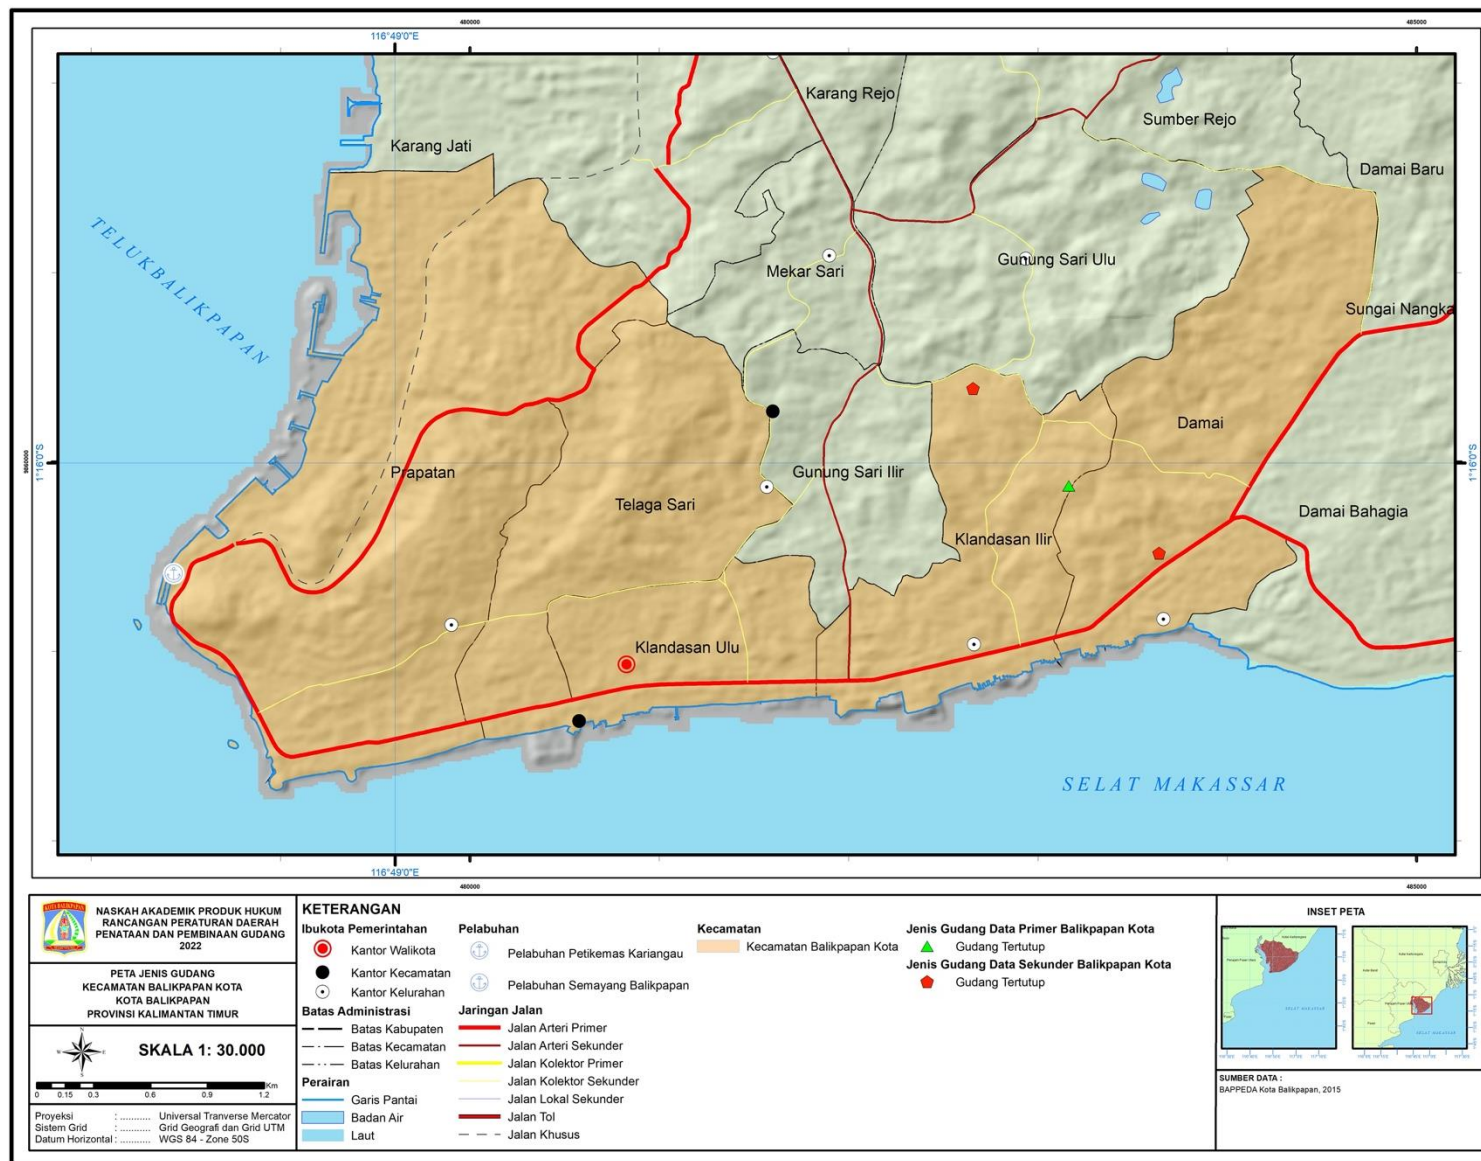 480000
485000
116°49'0"E
Karang Rejo
Sumber Rejo
Karang Jati
Damai Baru
TELUKBALIKPAPAN
Mekar Sari
Gunung Sari Ulu
Sungai Nangka
Damai
9860000
1°16'0"S
1°16'0"S
Prapatan
Gunung Sari Ilir
Telaga Sari
Damai Bahagia
Klandasan Ilir
Klandasan Ulu
SELAT MAKASSAR
116°49'0"E
480000
485000
KOTA BALIKPAPAN
NASKAH AKADEMIK PRODUK HUKUM
RANCANGAN PERATURAN DAERAH
PENATAAN DAN PEMBINAAN GUDANG
2022
PETA JENIS GUDANG
KECAMATAN BALIKPAPAN KOTA
KOTA BALIKPAPAN
PROVINSI KALIMANTAN TIMUR
N
W E
S
SKALA 1: 30.000
Km
0 0.15 0.3 0.6 0.9 1.2
Proyeksi : ........... Universal Tranverse Mercator
Sistem Grid : ........... Grid Geografi dan Grid UTM
Datum Horizontal : ........... WGS 84 - Zone 50S
KETERANGAN
Ibukota Pemerintahan
Kantor Walikota
Kantor Kecamatan
Kantor Kelurahan
Batas Administrasi
Batas Kabupaten
Batas Kecamatan
Batas Kelurahan
Perairan
Garis Pantai
Badan Air
Laut
Pelabuhan
Pelabuhan Petikemas Kariangau
Pelabuhan Semayang Balikpapan
Jaringan Jalan
Jalan Arteri Primer
Jalan Arteri Sekunder
Jalan Kolektor Primer
Jalan Kolektor Sekunder
Jalan Lokal Sekunder
Jalan Tol
Jalan Khusus
Kecamatan
Kecamatan Balikpapan Kota
Jenis Gudang Data Primer Balikpapan Kota
Gudang Tertutup
Jenis Gudang Data Sekunder Balikpapan Kota
Gudang Tertutup
INSET PETA
SELAT MAKASSAR
SELAT MAKASSAR
SUMBER DATA :
BAPPEDA Kota Balikpapan, 2015